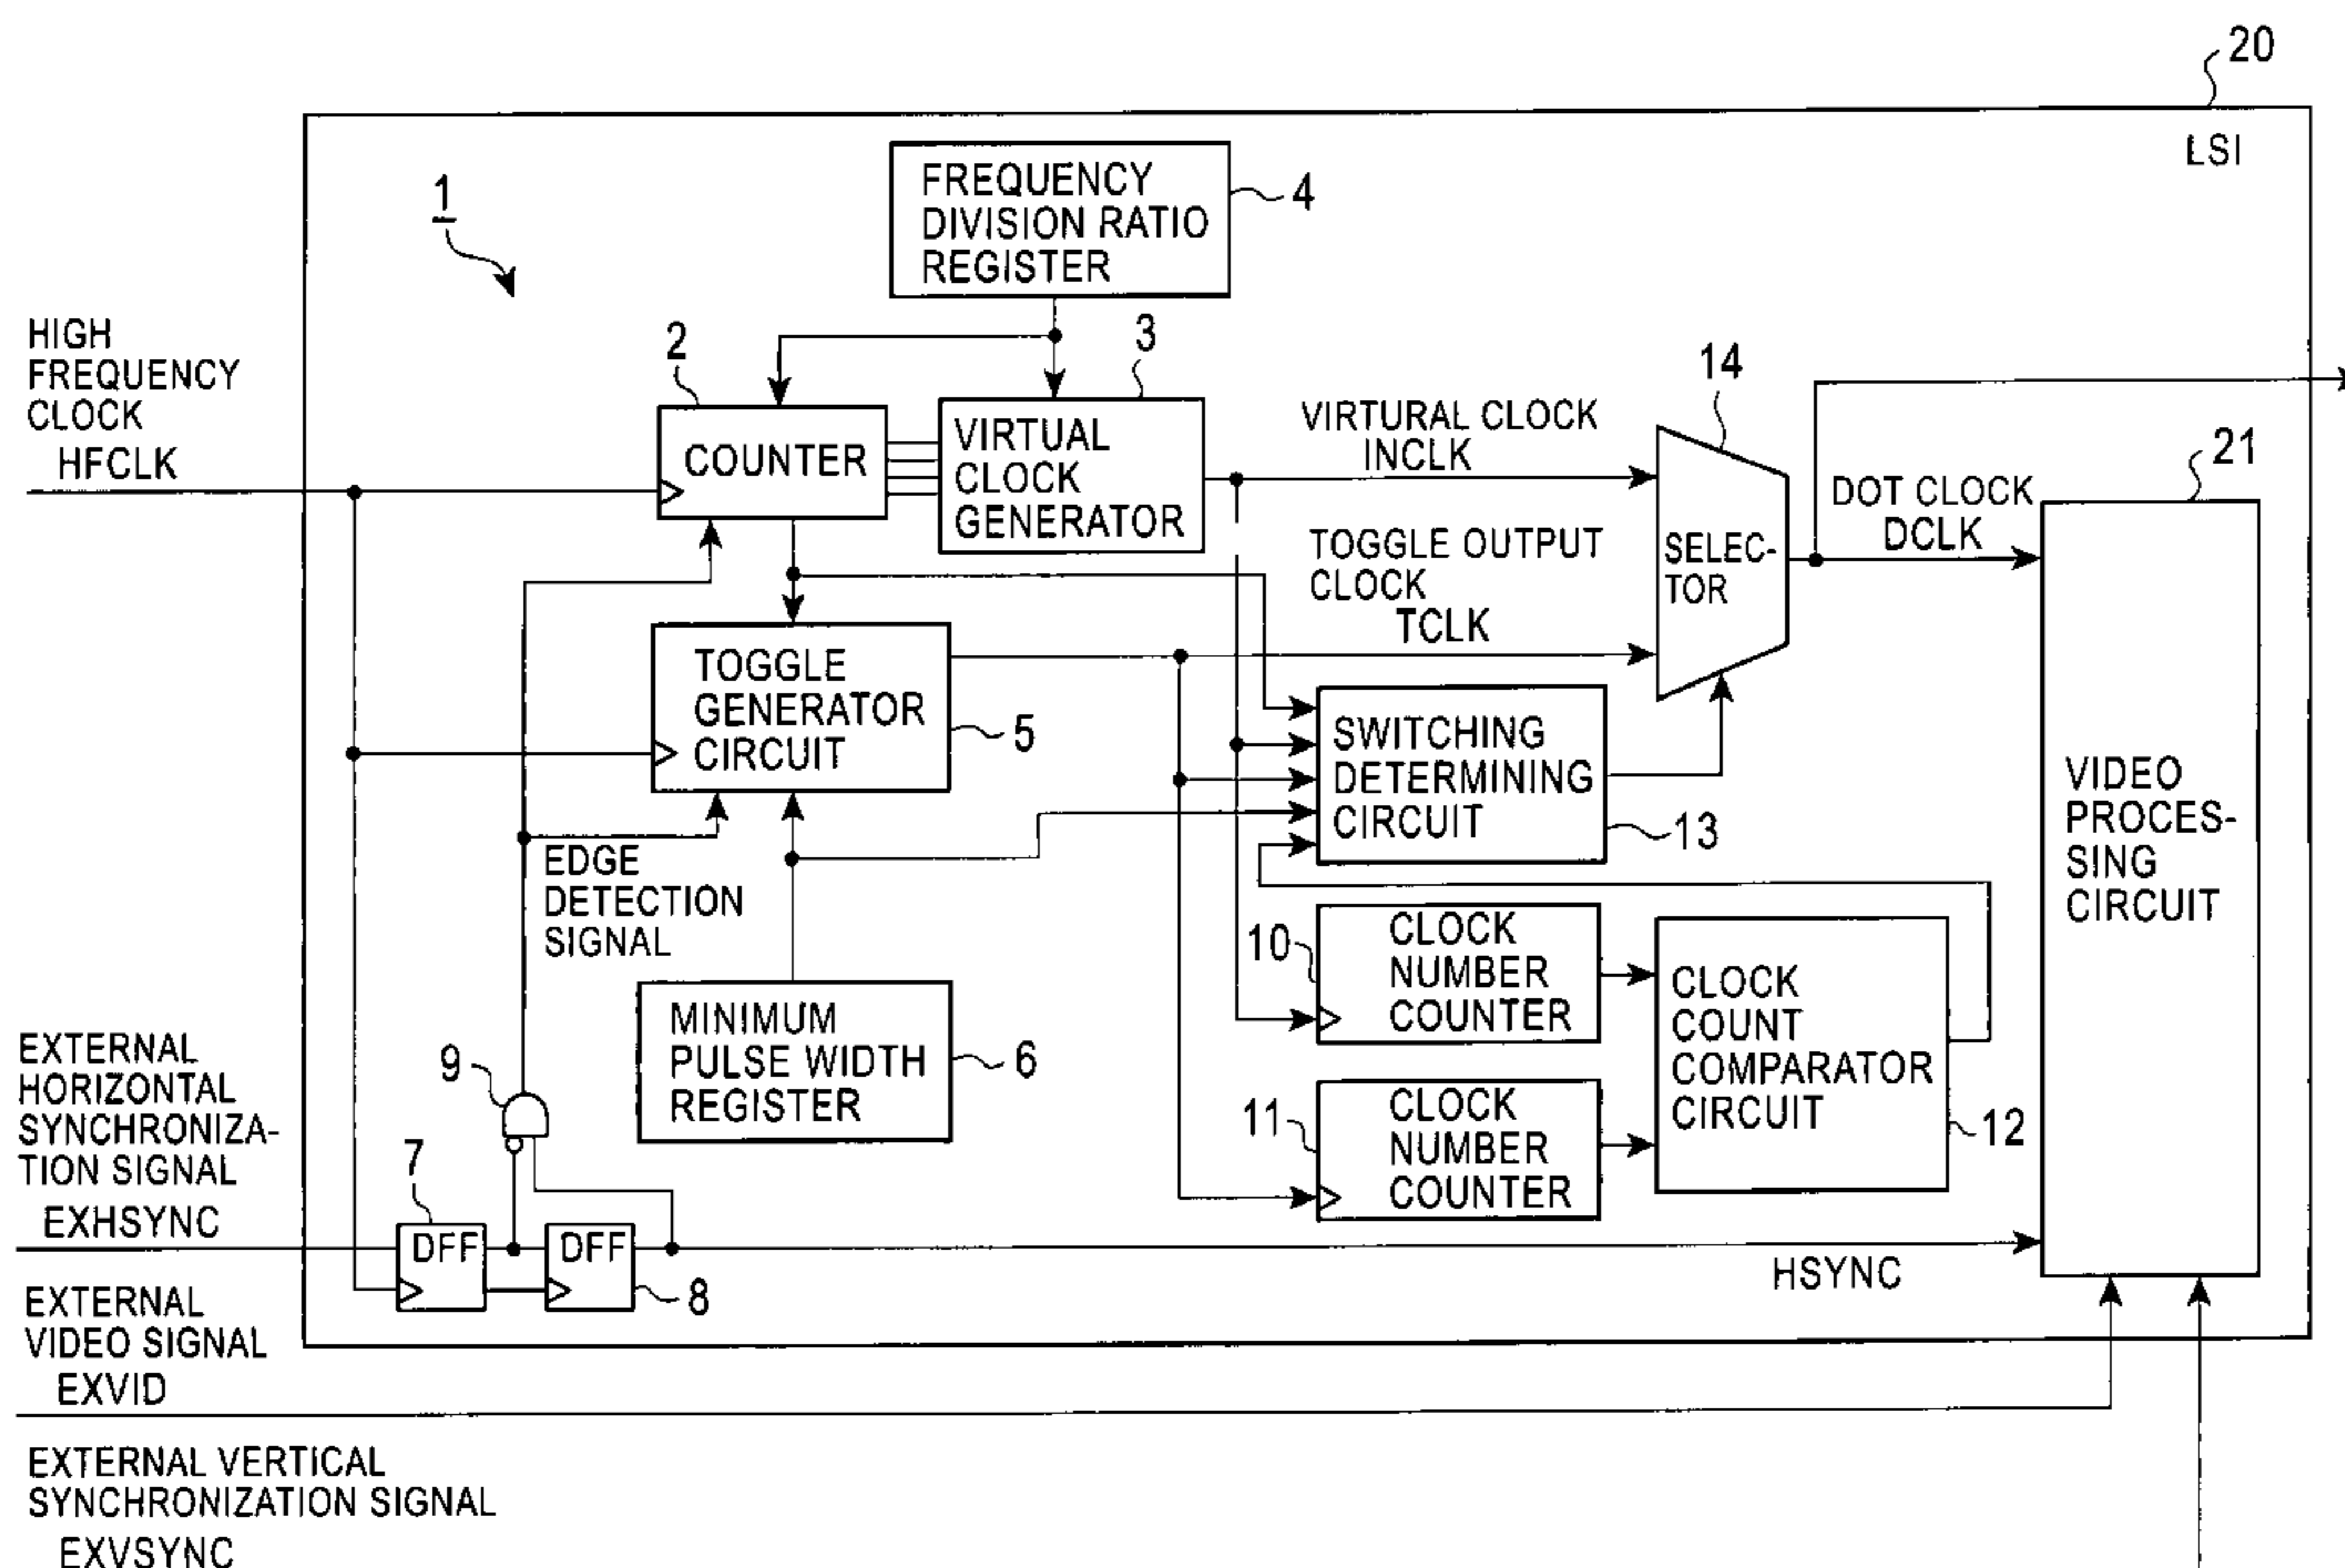 20
LSI
1
FREQUENCY
DIVISION RATIO
REGISTER
4
HIGH
FREQUENCY
CLOCK
HFCLK
2
COUNTER
3
VIRTUAL
CLOCK
GENERATOR
VIRTURAL CLOCK
INCLK
14
SELEC-
TOR
DOT CLOCK
DCLK
21
TOGGLE OUTPUT
CLOCK
TCLK
TOGGLE
GENERATOR
CIRCUIT
5
SWITCHING
DETERMINING
CIRCUIT
13
VIDEO
PROCES-
SING
CIRCUIT
EDGE
DETECTION
SIGNAL
10
CLOCK
NUMBER
COUNTER
CLOCK
COUNT
COMPARATOR
CIRCUIT
12
MINIMUM
PULSE WIDTH
REGISTER
6
11
CLOCK
NUMBER
COUNTER
EXTERNAL
HORIZONTAL
SYNCHRONIZA-
TION SIGNAL
EXHSYNC
9
7
DFF
DFF
8
HSYNC
EXTERNAL
VIDEO SIGNAL
EXVID
EXTERNAL VERTICAL
SYNCHRONIZATION SIGNAL
EXVSYNC